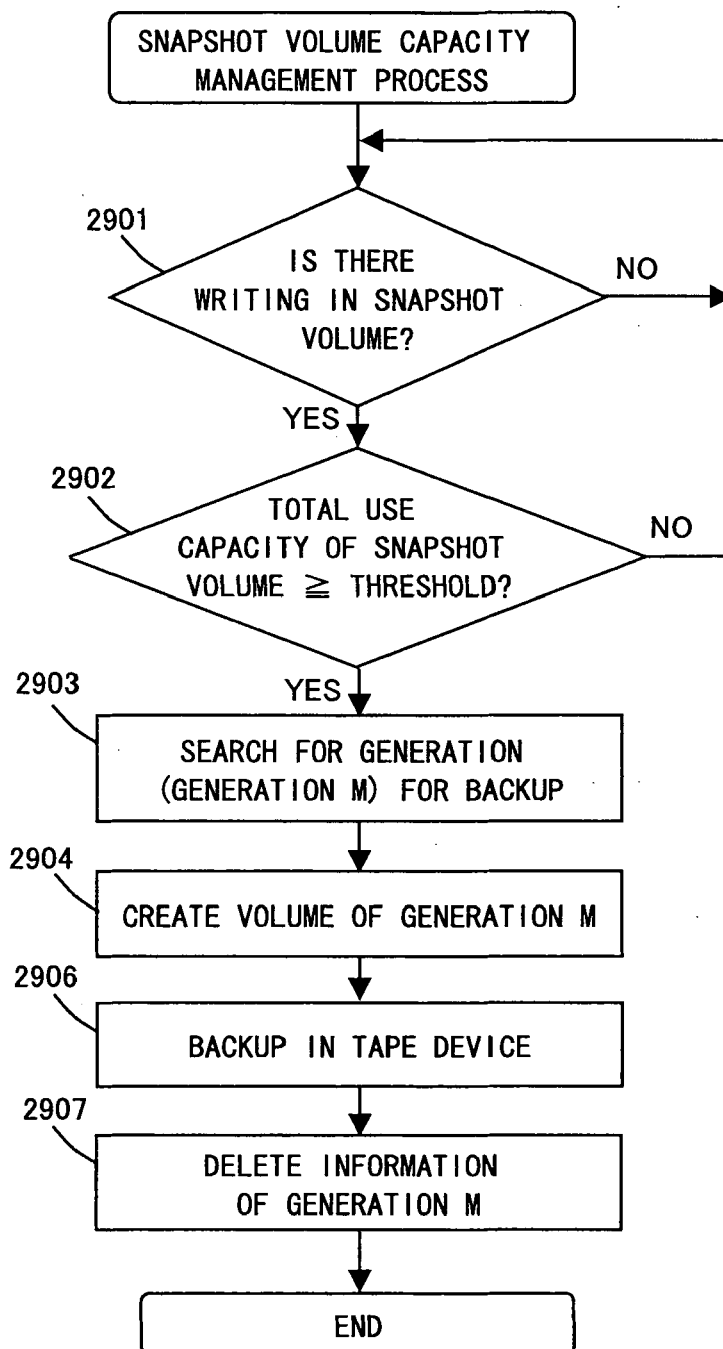 SNAPSHOT VOLUME CAPACITY
MANAGEMENT PROCESS
2901
IS THERE
WRITING IN SNAPSHOT
VOLUME?
NO
YES
2902
TOTAL USE
CAPACITY OF SNAPSHOT
VOLUME ≧ THRESHOLD?
NO
YES
2903
SEARCH FOR GENERATION
(GENERATION M) FOR BACKUP
2904
CREATE VOLUME OF GENERATION M
2906
BACKUP IN TAPE DEVICE
2907
DELETE INFORMATION
OF GENERATION M
END